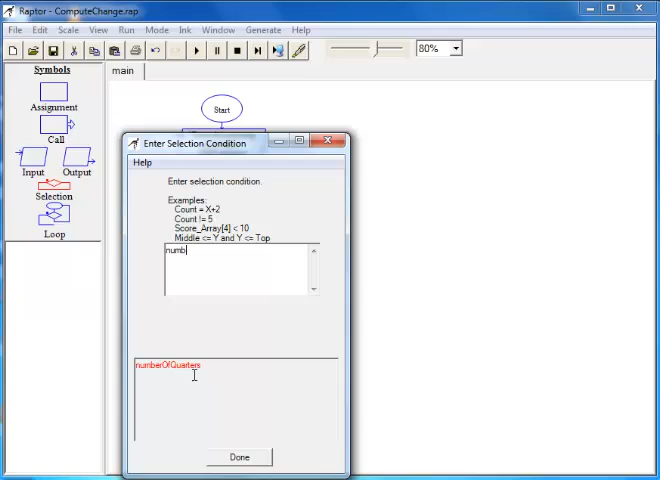 Raptor - ComputeChange.rap
File Edit Scale View Run Mode Ink Window Generate Help
80%
Symbols
main
Assignment
Call
Input Output
Selection
Loop
Start
Enter Selection Condition
Help
Enter selection condition.
Examples:
Count = X+2
Count != 5
Score_Array[4] < 10
Middle <= Y and Y <= Top
numb
numberOfQuarters
Done